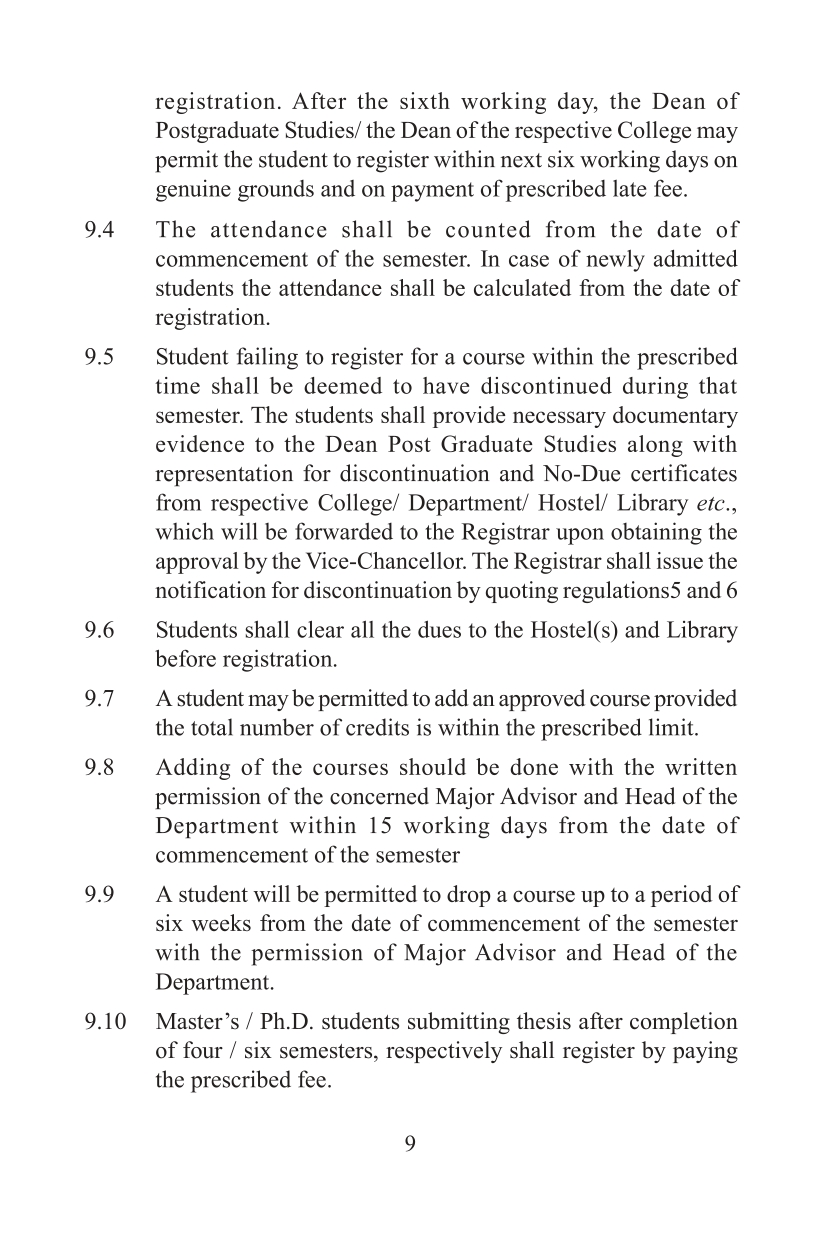 registration. After the sixth working day, the Dean of
Postgraduate Studies/ the Dean of the respective College may
permit the student to register within next six working days on
genuine grounds and on payment of prescribed late fee.
9.4 The attendance shall be counted from the date of
commencement of the semester. In case of newly admitted
students the attendance shall be calculated from the date of
registration.
9.5 Student failing to register for a course within the prescribed
time shall be deemed to have discontinued during that
semester. The students shall provide necessary documentary
evidence to the Dean Post Graduate Studies along with
representation for discontinuation and No-Due certificates
from respective College/ Department/ Hostel/ Library etc.,
which will be forwarded to the Registrar upon obtaining the
approval by the Vice-Chancellor. The Registrar shall issue the
notification for discontinuation by quoting regulations5 and 6
9.6 Students shall clear all the dues to the Hostel(s) and Library
before registration.
9.7 A student may be permitted to add an approved course provided
the total number of credits is within the prescribed limit.
9.8 Adding of the courses should be done with the written
permission of the concerned Major Advisor and Head of the
Department within 15 working days from the date of
commencement of the semester
9.9 A student will be permitted to drop a course up to a period of
six weeks from the date of commencement of the semester
with the permission of Major Advisor and Head of the
Department.
9.10 Master’s / Ph.D. students submitting thesis after completion
of four / six semesters, respectively shall register by paying
the prescribed fee.
9